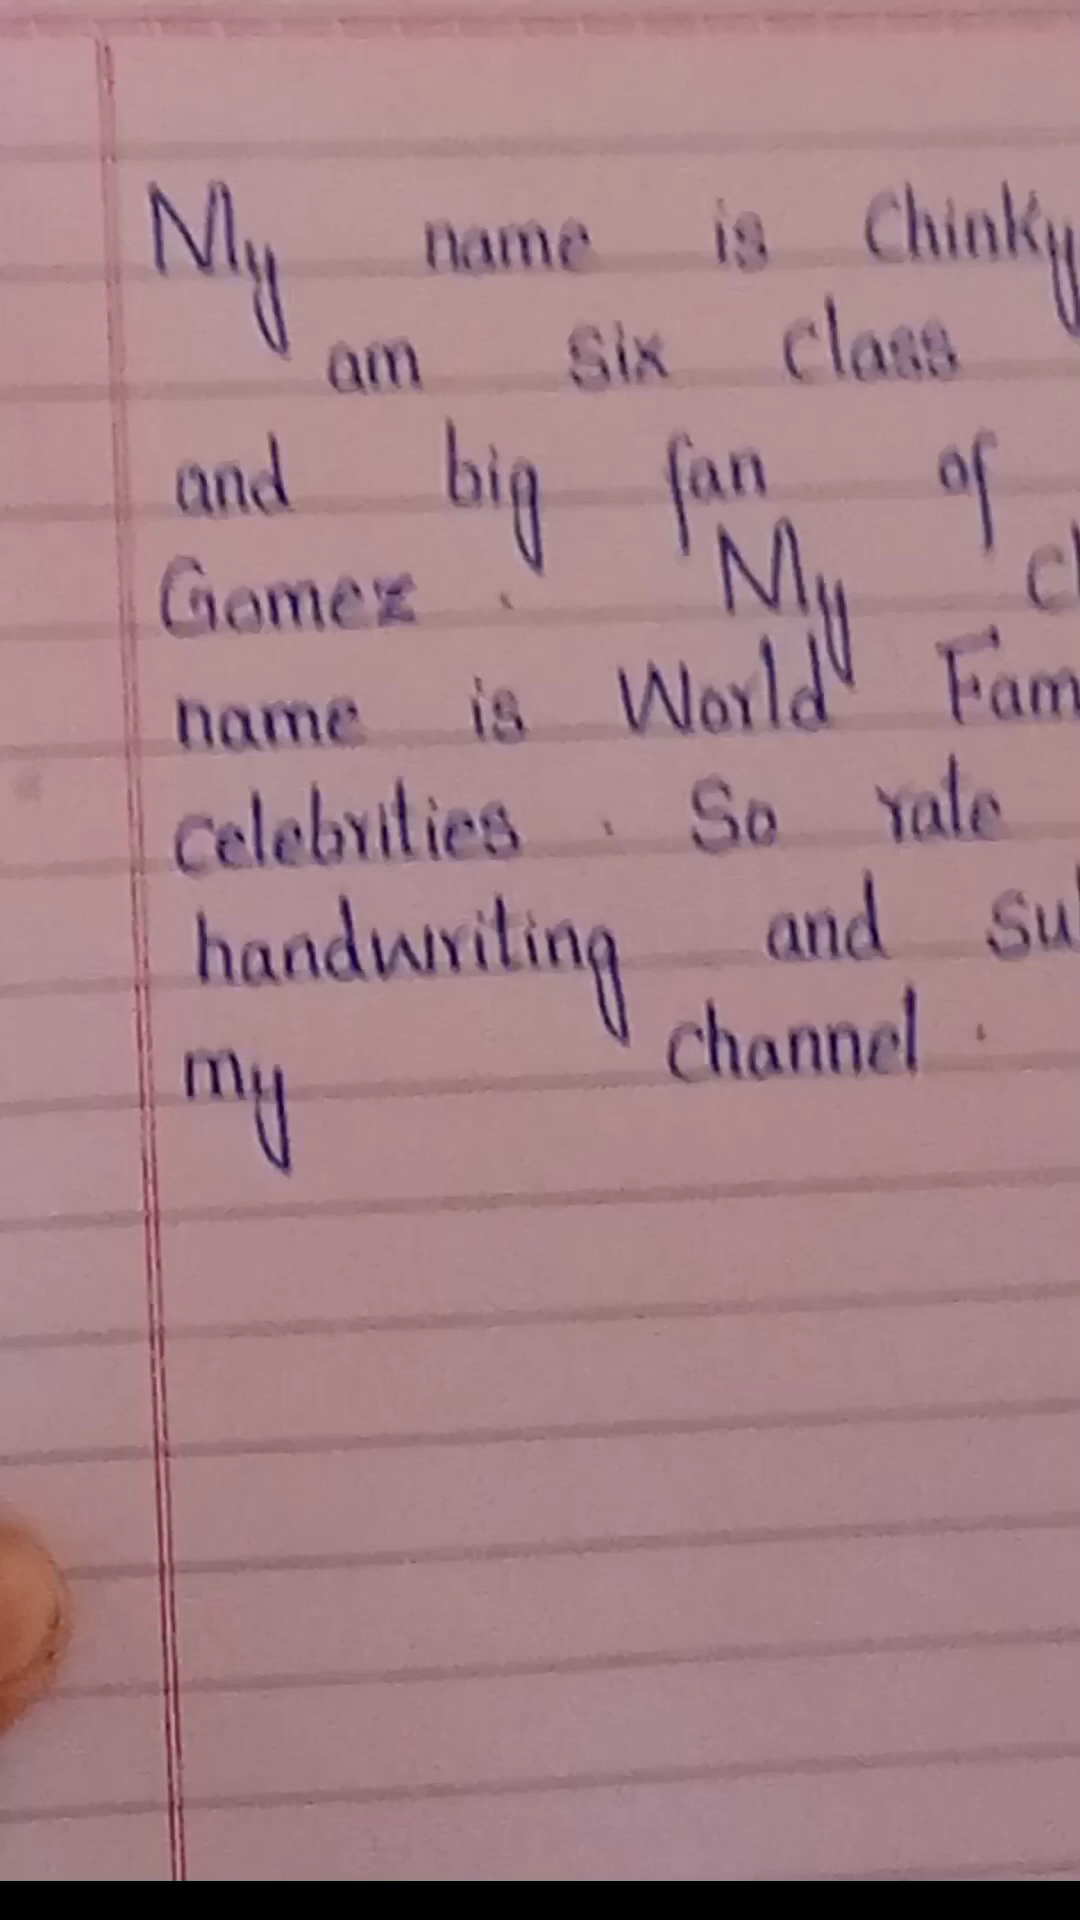 My name is Chinky
am six class
and big fan of
Gomez . My
name is World
celebrities . So rate
handwriting and
my channel .